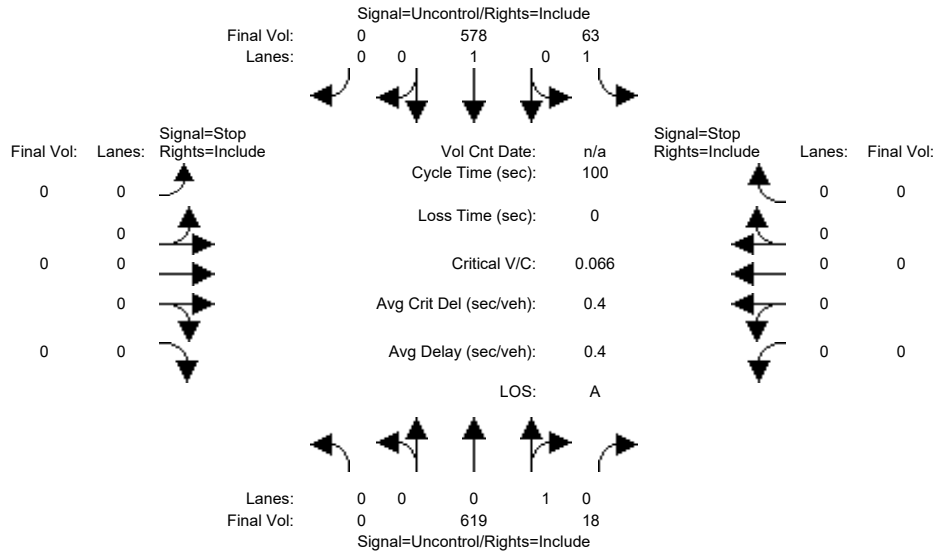 Signal=Uncontrol/Rights=Include
Final Vol: 0 578 63
Lanes: 0 0 1 0 1
Signal=Stop Signal=Stop
Final Vol: Lanes: Rights=Include Vol Cnt Date: n/a Rights=Include Lanes: Final Vol:
Cycle Time (sec): 100
0 0 0 0
Loss Time (sec): 0
0 0
0 0 Critical V/C: 0.066 0 0
0 Avg Crit Del (sec/veh): 0.4 0
0 0 Avg Delay (sec/veh): 0.4 0 0
LOS: A
Lanes: 0 0 0 1 0
Final Vol: 0 619 18
Signal=Uncontrol/Rights=Include